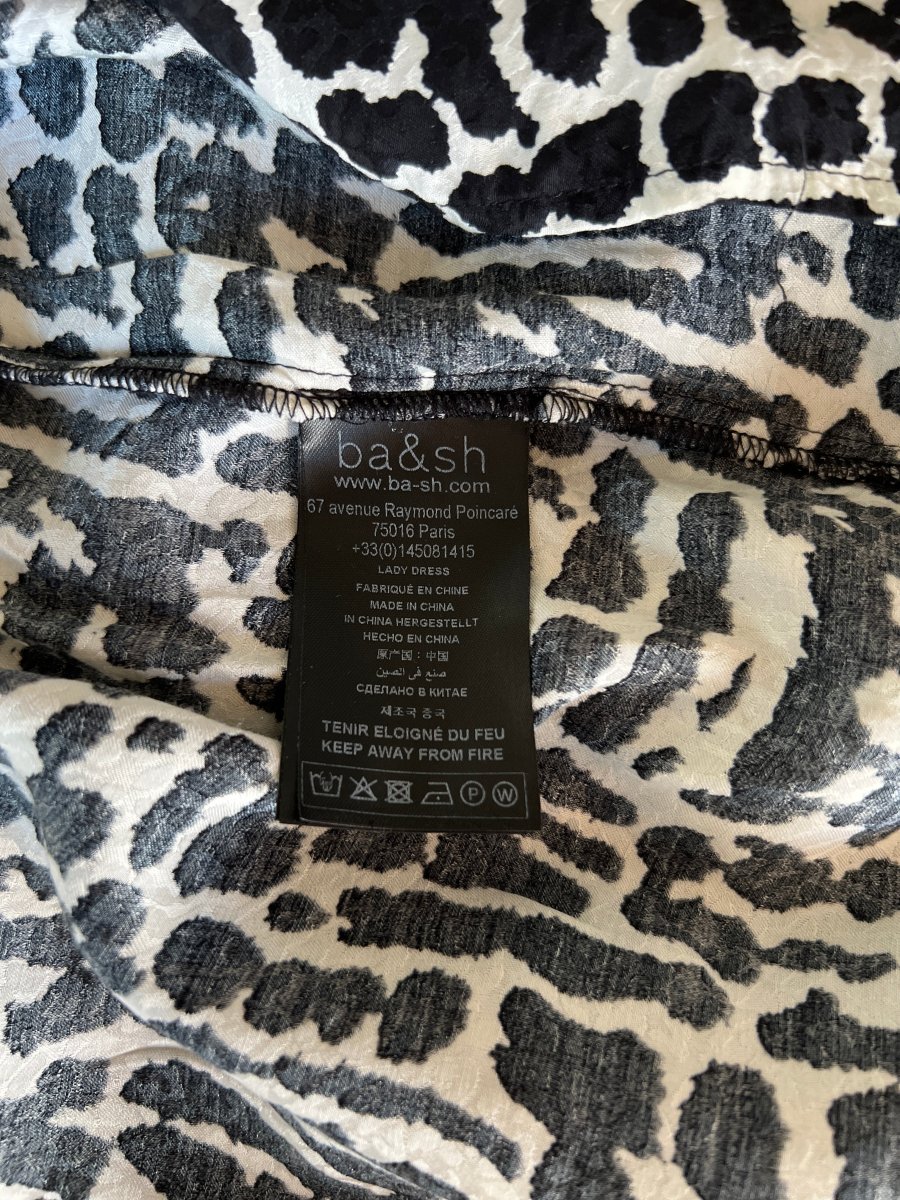 ba&sh
www.ba-sh.com
67 avenue Raymond Poincaré
75016 Paris
+33(0)145081415
LADY DRESS
FABRIQUÉ EN CHINE
MADE IN CHINA
IN CHINA HERGESTELLT
HECHO EN CHINA
原产国：中国
صنع في الصين
СДЕЛАНО В КИТАЕ
제조국 중국
TENIR ELOIGNÉ DU FEU
KEEP AWAY FROM FIRE
P W